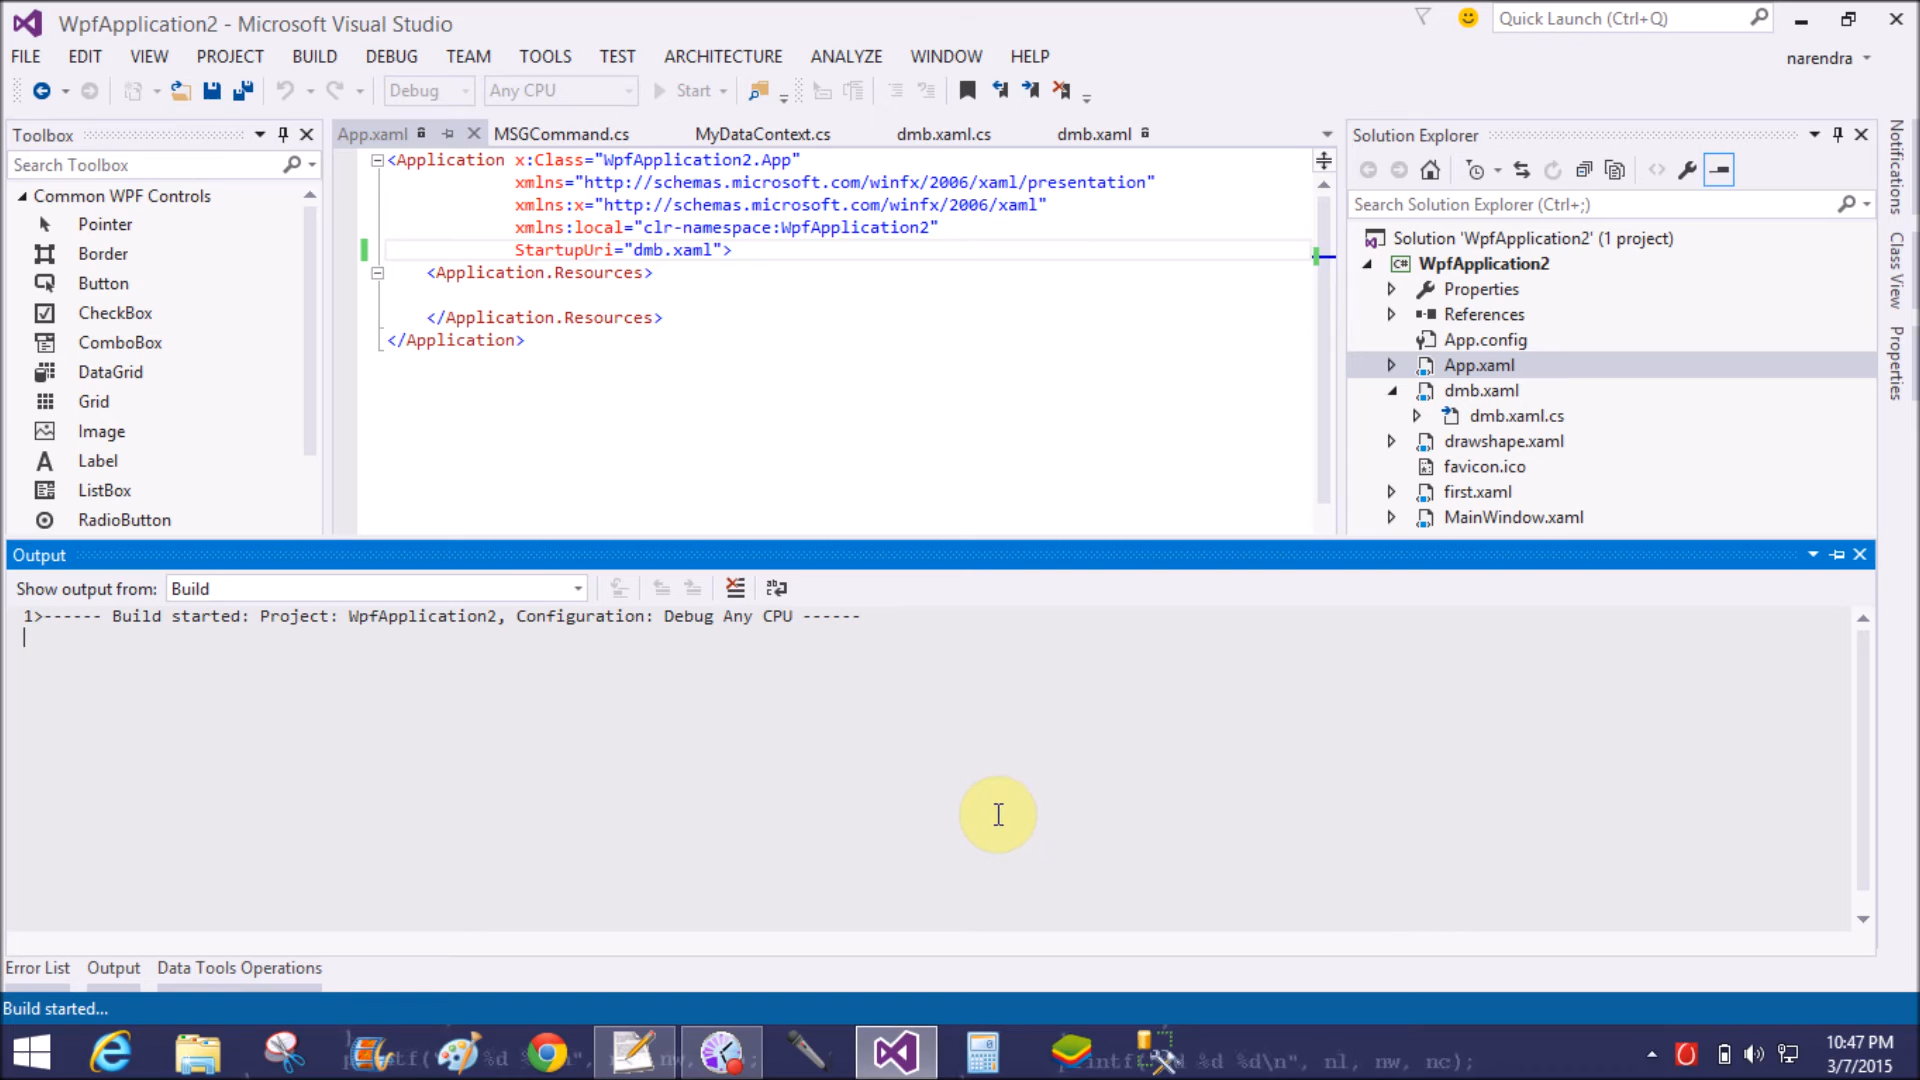 WpfApplication2 - Microsoft Visual Studio
Quick Launch (Ctrl+Q)
FILE EDIT VIEW PROJECT BUILD DEBUG TEAM TOOLS TEST ARCHITECTURE ANALYZE WINDOW HELP
narendra
Debug Any CPU Start
Toolbox
Search Toolbox
Common WPF Controls
Pointer
Border
Button
CheckBox
ComboBox
DataGrid
Grid
Image
Label
ListBox
RadioButton
App.xaml MSGCommand.cs MyDataContext.cs dmb.xaml.cs dmb.xaml
<Application x:Class="WpfApplication2.App"
xmlns="http://schemas.microsoft.com/winfx/2006/xaml/presentation"
xmlns:x="http://schemas.microsoft.com/winfx/2006/xaml"
xmlns:local="clr-namespace:WpfApplication2"
StartupUri="dmb.xaml">
<Application.Resources>
</Application.Resources>
</Application>
Solution Explorer
Search Solution Explorer (Ctrl+;)
Solution 'WpfApplication2' (1 project)
C# WpfApplication2
Properties
References
App.config
App.xaml
dmb.xaml
dmb.xaml.cs
drawshape.xaml
favicon.ico
first.xaml
MainWindow.xaml
Notifications
Class View
Properties
Output
Show output from: Build
1>------ Build started: Project: WpfApplication2, Configuration: Debug Any CPU ------
Error List Output Data Tools Operations
Build started...
10:47 PM
3/7/2015
intf("%d %d %d\n", nl, nw, nc);